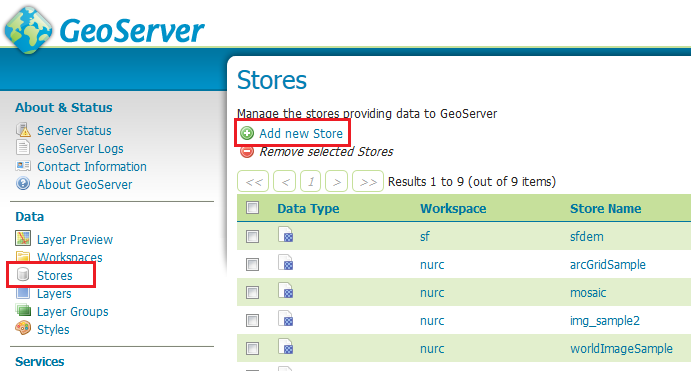 GeoServer
About & Status
Server Status
GeoServer Logs
Contact Information
About GeoServer
Data
Layer Preview
Workspaces
Stores
Layers
Layer Groups
Styles
Services
Stores
Manage the stores providing data to GeoServer
Add new Store
Remove selected Stores
<< < 1 > >> Results 1 to 9 (out of 9 items)
Data Type Workspace Store Name
sf sfdem
nurc arcGridSample
nurc mosaic
nurc img_sample2
nurc worldImageSample